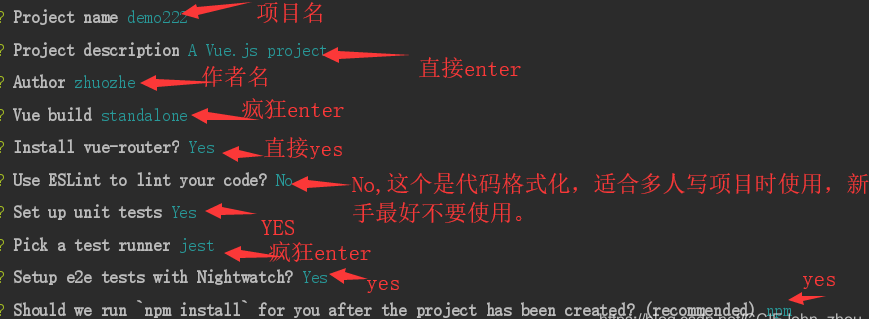 ? Project name demo222 项目名
? Project description A Vue.js project 直接enter
? Author zhuozhe 作者名
? Vue build standalone 疯狂enter
? Install vue-router? Yes 直接yes
? Use ESLint to lint your code? No No,这个是代码格式化，适合多人写项目时使用，新
手最好不要使用。
? Set up unit tests Yes YES
? Pick a test runner jest 疯狂enter
? Setup e2e tests with Nightwatch? Yes yes
? Should we run `npm install` for you after the project has been created? (recommended) npm yes